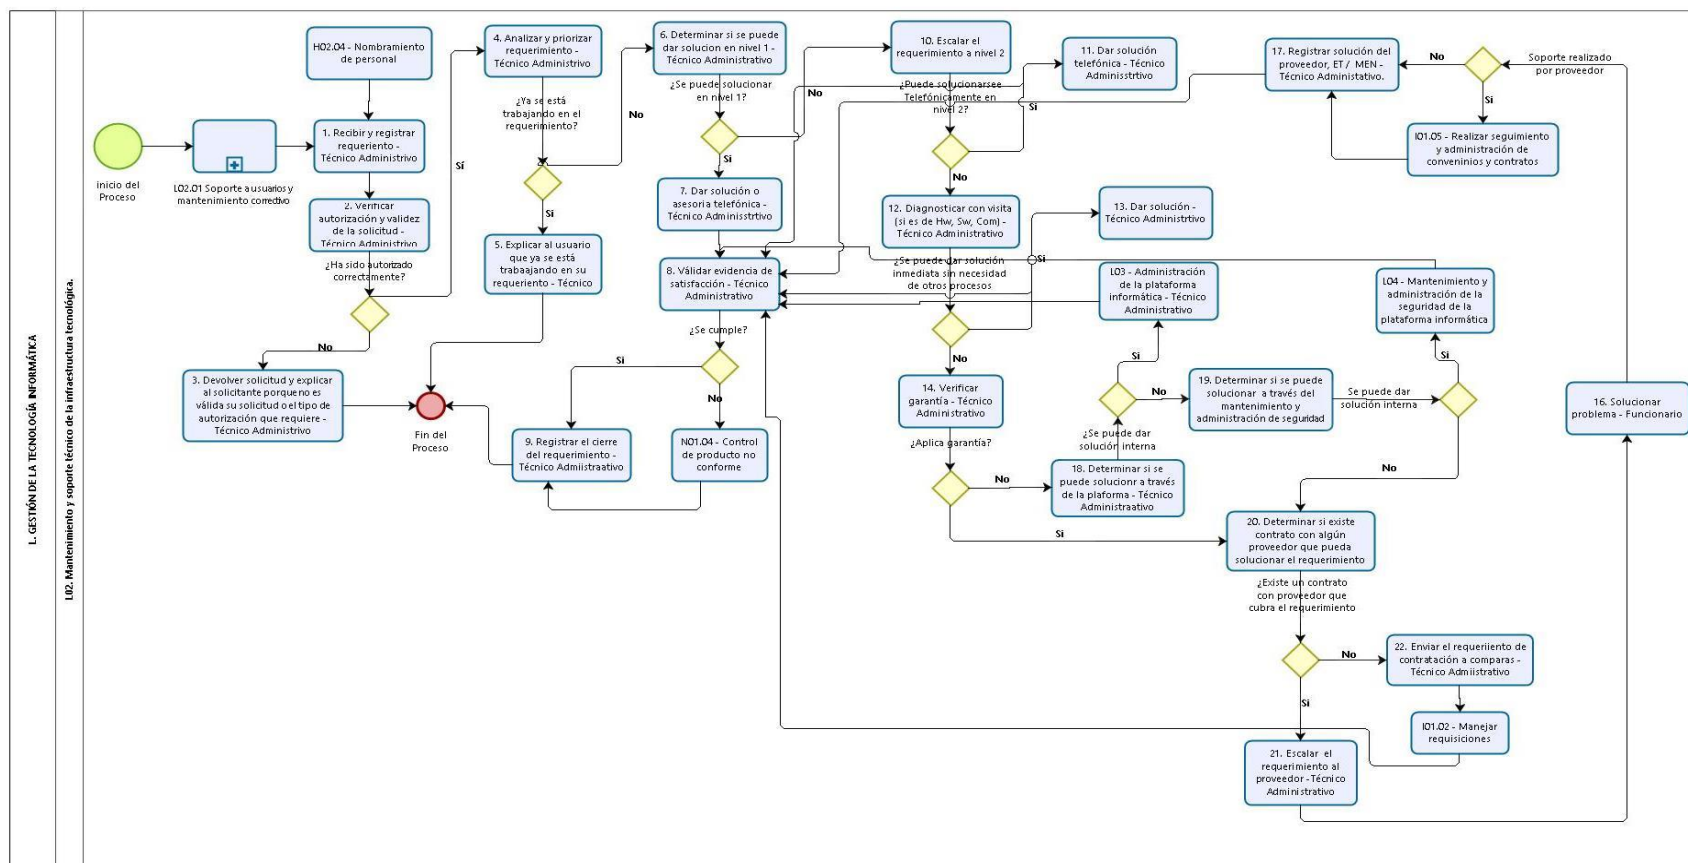 L. GESTIÓN DE LA TECNOLOGÍA INFORMÁTICA
L02. Mantenimiento y soporte técnico de la infraestructura tecnológica.
inicio del
Proceso
L02.01 Soporte a usuarios y
mantenimiento correctivo
H02.04 - Nombramiento
de personal
1. Recibir y registrar
requeriento -
Técnico Administrivo
2. Verificar
autorización y validez
de la solicitud -
Técnico Administrivo
¿Ha sido autorizado
correctamente?
No
Sí
3. Devolver solicitud y explicar
al solicitante porqueno es
válida su solicitud o el tipo de
autorización que requiere -
Técnico Administrivo
4. Analizar y priorizar
requerimiento -
Técnico Administrivo
¿Ya se está
trabajando en el
requerimiento?
No
Si
5. Explicar al usuario
que ya se está
trabaajando en su
requeriento - Técnico
Fin del
Proceso
6. Determinar si se puede
dar solucion en nivel 1 -
Técnico Administrativo
¿Se puede solucionar
en nivel 1?
No
Si
7. Dar solución o
asesoria telefónica -
Técnico Adminisstrtivo
8. Válidar evidencia de
satisfacción - Técnico
Administrativo
¿Se cumple?
Si
No
9. Registrar el cierre
del requerimiento -
Técnico Admiistraativo
N01.04 - Control
de producto no
conforme
10. Escalar el
requerimiento a nivel 2
¿Puede solucionarsee
Telefónicamente en
nivel 2?
Si
No
11. Dar solución
telefónica - Técnico
Adminisstrtivo
12. Diagnosticar con visita
(si es de Hw, Sw, Com) -
Técnico Administrativo
¿Se puede dar solución
inmediata sin necesidad
de otros procesos
Si
No
13. Dar solución -
Técnico Administrtivo
14. Verificar
garantía - Técnico
Administrativo
¿Aplica garantía?
No
Si
L03 - Administración
de la plataforma
informática - Técnico
Administrativo
Si
No
¿Se puede dar
solución interna
18. Determinar si se
puede solucionr a través
de la plaforma - Técnico
Administraativo
19. Determinar si se puede
solucionar a través del
mantenimiento y
administración de seguridad
Se puede dar
solución interna
Si
No
L04 - Mantenimiento y
administración de la
seguridad de la
plataforma informática
17. Registrar solución del
proveedor, ET / MEN -
Técnico Administativo.
No
Si
Soporte realizado
por proveedor
I01.05 - Realizar seguimiento
y administración de
conveninios y contratos
16. Solucionar
problema - Funcionario
20. Determinar si existe
contrato con algún
proveedor que pueda
solucionar el requerimiento
¿Existe un contrato
con proveedor que
cubra el requerimiento
No
Si
22. Enviar el requeriiento de
contratación a comparas -
Técnico Admiistrativo
I01.02 - Manejar
requisiciones
21. Escalar el
requerimiento al
proveedor -Técnico
Administrativo